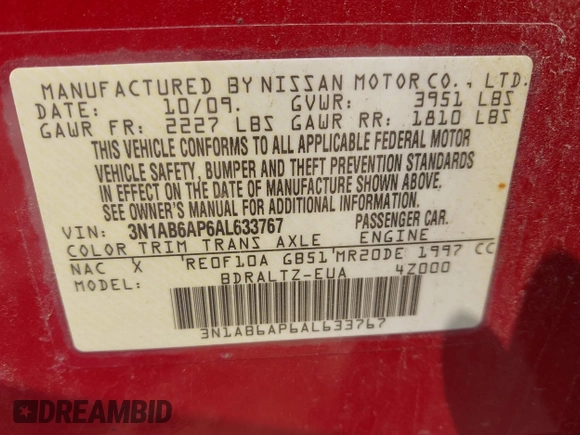 MANUFACTURED BY NISSAN MOTOR CO., LTD.
DATE: 10/09. GVWR: 3951 LBS
GAWR FR: 2227 LBS GAWR RR: 1810 LBS
THIS VEHICLE CONFORMS TO ALL APPLICABLE FEDERAL MOTOR
VEHICLE SAFETY, BUMPER AND THEFT PREVENTION STANDARDS
IN EFFECT ON THE DATE OF MANUFACTURE SHOWN ABOVE.
SEE OWNER'S MANUAL FOR ADDITIONAL INFORMATION.
VIN: 3N1AB6AP6AL633767 PASSENGER CAR.
COLOR TRIM TRANS AXLE ENGINE
NAC X 'RE0F10A GB51'MR20DE 1997 CC
BDRALTZ-EUA 4Z000
3N1AB6AP6AL633767
DREAMBID